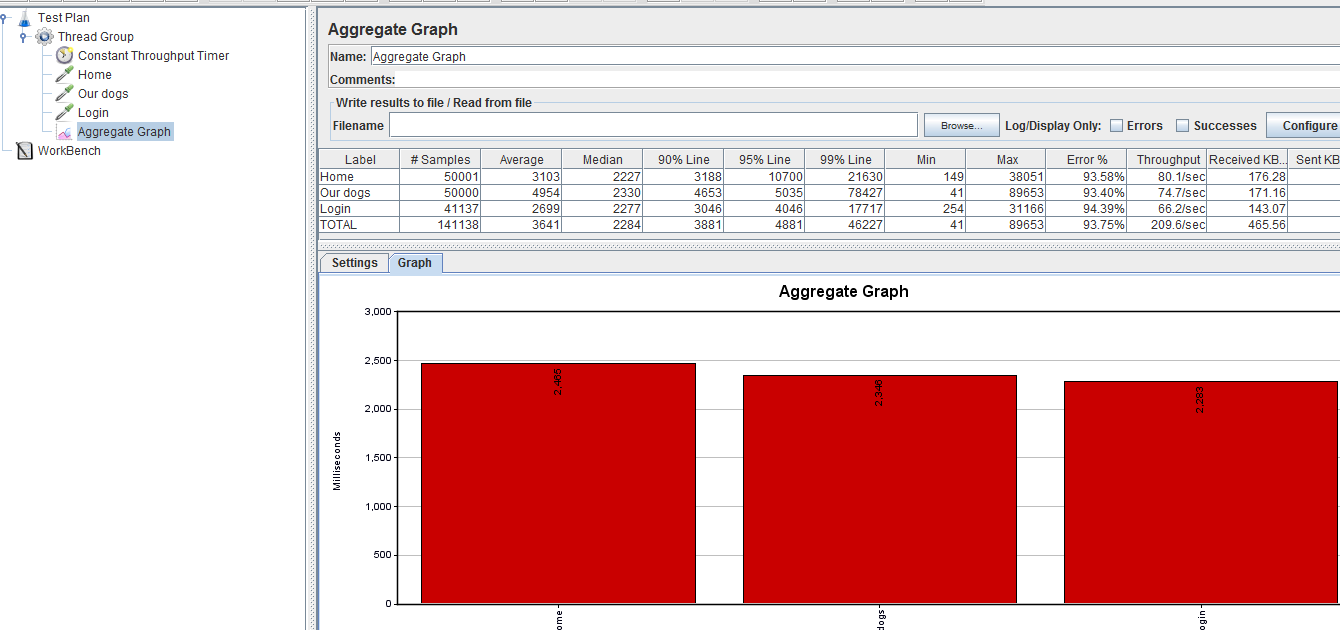 Test Plan
Thread Group
Constant Throughput Timer
Home
Our dogs
Login
Aggregate Graph
WorkBench
Aggregate Graph
Name: Aggregate Graph
Comments:
Write results to file / Read from file
Filename Browse... Log/Display Only: Errors Successes Configure
Label # Samples Average Median 90% Line 95% Line 99% Line Min Max Error % Throughput Received KB... Sent KB
Home 50001 3103 2227 3188 10700 21630 149 38051 93.58% 80.1/sec 176.28
Our dogs 50000 4954 2330 4653 5035 78427 41 89653 93.40% 74.7/sec 171.16
Login 41137 2699 2277 3046 4046 17717 254 31166 94.39% 66.2/sec 143.07
TOTAL 141138 3641 2284 3881 4881 46227 41 89653 93.75% 209.6/sec 465.56
Settings Graph
Aggregate Graph
3,000
2,500
2,000
1,500
1,000
500
0
Milliseconds
ome
dogs
ogin